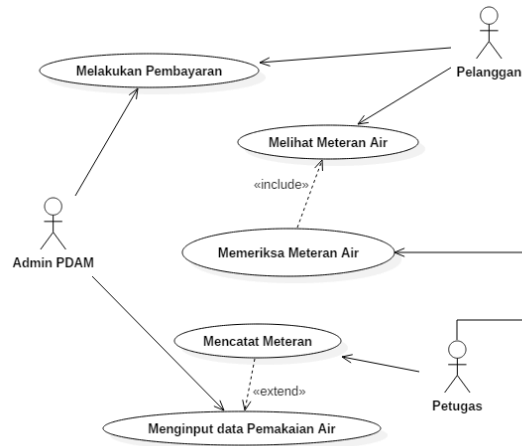 Melakukan Pembayaran
Pelanggan
Melihat Meteran Air
«include»
Admin PDAM
Memeriksa Meteran Air
Mencatat Meteran
«extend»
Petugas
Menginput data Pemakaian Air